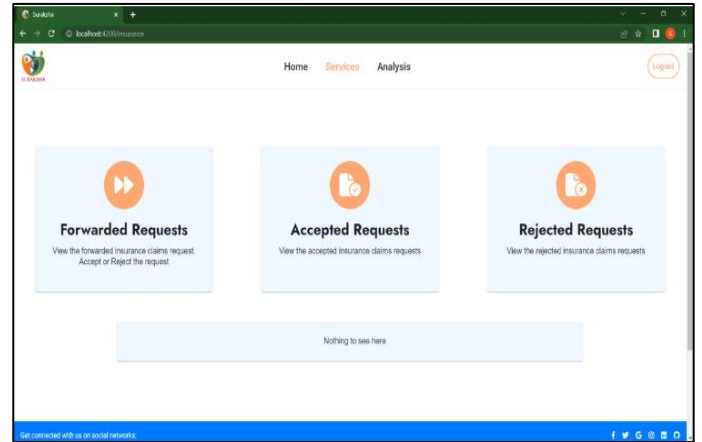 Suraksha
localhost:4200/insurance
SURAKSHA
Home Services Analysis
Logout
Forwarded Requests
View the forwarded insurance claims request.
Accept or Reject the request
Accepted Requests
View the accepted insurance claims requests
Rejected Requests
View the rejected insurance claims requests
Nothing to see here
Get connected with us on social networks: